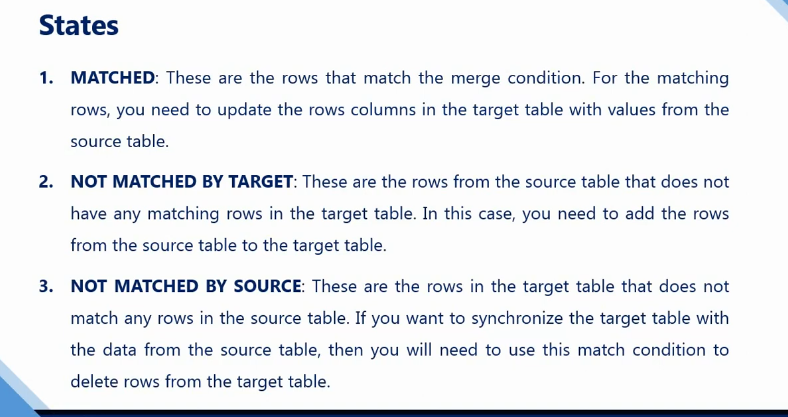 States
1. MATCHED: These are the rows that match the merge condition. For the matching
rows, you need to update the rows columns in the target table with values from the
source table.
2. NOT MATCHED BY TARGET: These are the rows from the source table that does not
have any matching rows in the target table. In this case, you need to add the rows
from the source table to the target table.
3. NOT MATCHED BY SOURCE: These are the rows in the target table that does not
match any rows in the source table. If you want to synchronize the target table with
the data from the source table, then you will need to use this match condition to
delete rows from the target table.